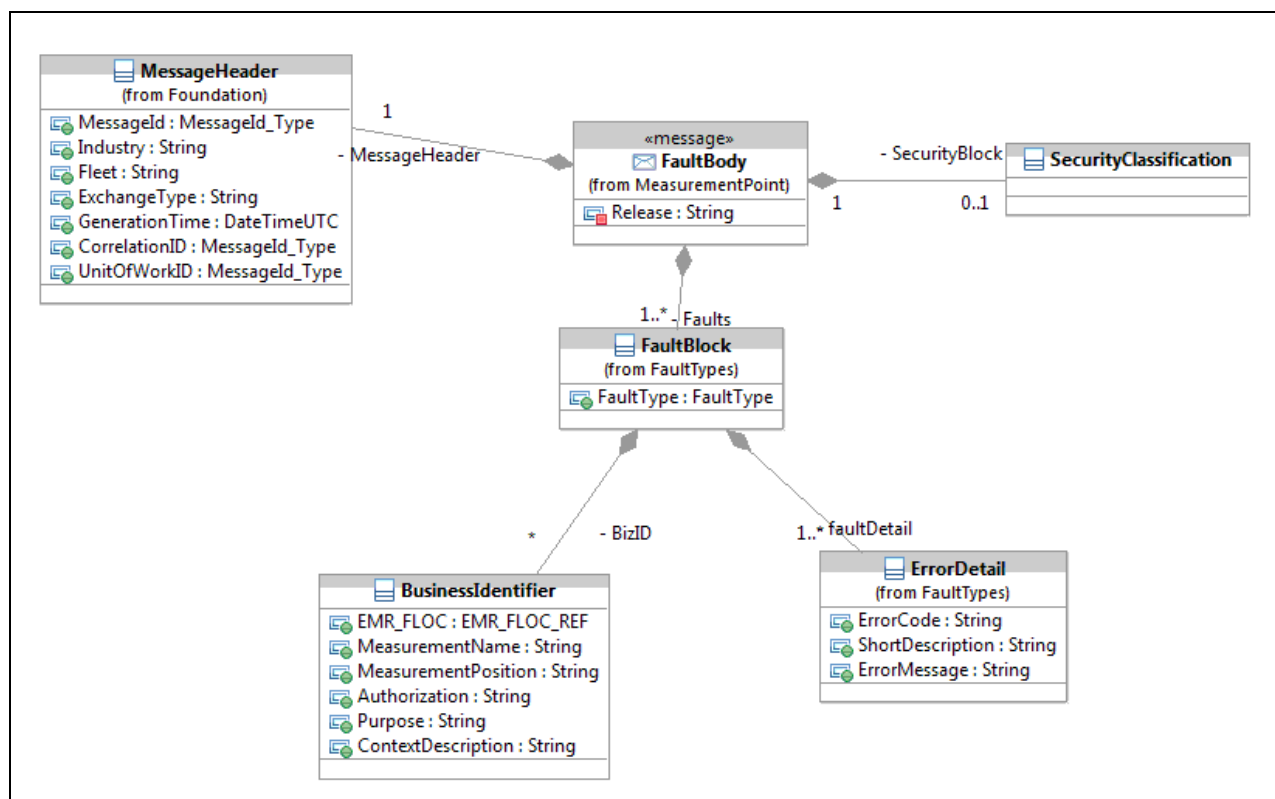 MessageHeader
(from Foundation)
MessageId : MessageId_Type
Industry : String
Fleet : String
ExchangeType : String
GenerationTime : DateTimeUTC
CorrelationID : MessageId_Type
UnitOfWorkID : MessageId_Type
1
- MessageHeader
«message»
FaultBody
(from MeasurementPoint)
Release : String
- SecurityBlock
1
0..1
SecurityClassification
1..*
- Faults
FaultBlock
(from FaultTypes)
FaultType : FaultType
*
- BizID
1..*
faultDetail
BusinessIdentifier
EMR_FLOC : EMR_FLOC_REF
MeasurementName : String
MeasurementPosition : String
Authorization : String
Purpose : String
ContextDescription : String
ErrorDetail
(from FaultTypes)
ErrorCode : String
ShortDescription : String
ErrorMessage : String